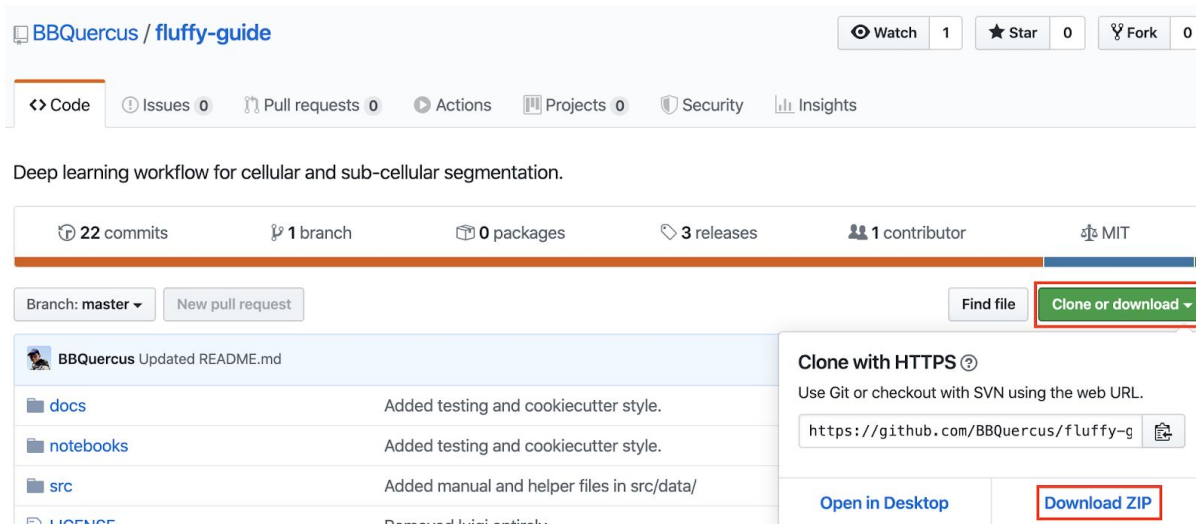 BBQuercus / fluffy-guide
Watch 1 Star 0 Fork 0
Code Issues 0 Pull requests 0 Actions Projects 0 Security Insights
Deep learning workflow for cellular and sub-cellular segmentation.
22 commits 1 branch 0 packages 3 releases 1 contributor MIT
Branch: master New pull request Find file Clone or download
BBQuercus Updated README.md
docs Added testing and cookiecutter style.
notebooks Added testing and cookiecutter style.
src Added manual and helper files in src/data/
LICENSE Removed luigi entirely
Clone with HTTPS ?
Use Git or checkout with SVN using the web URL.
https://github.com/BBQuercus/fluffy-g
Open in Desktop Download ZIP